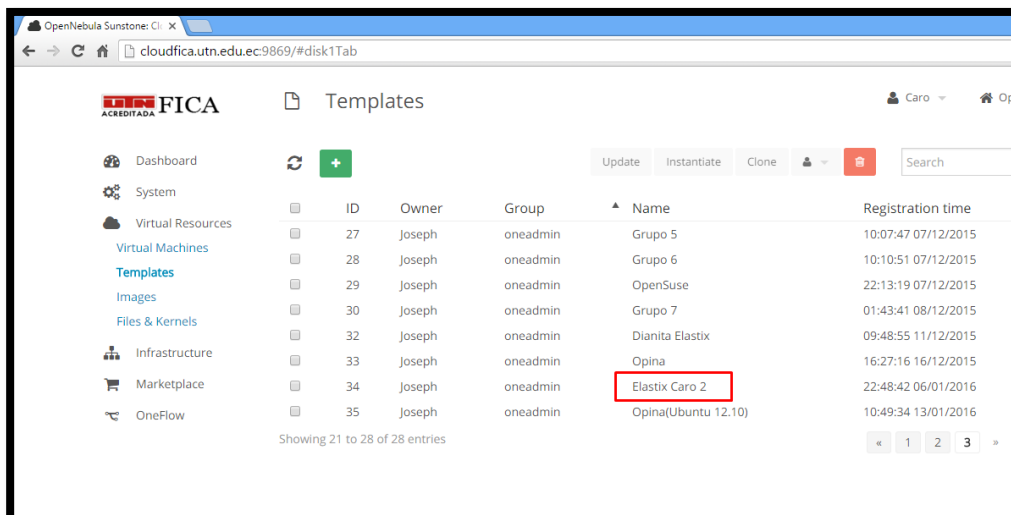 OpenNebula Sunstone: Cl
cloudfica.utn.edu.ec:9869/#disk1Tab
UTN FICA
ACREDITADA
Templates
Caro
Op
Dashboard
System
Virtual Resources
Virtual Machines
Templates
Images
Files & Kernels
Infrastructure
Marketplace
OneFlow
Update Instantiate Clone Search
ID Owner Group Name Registration time
27 Joseph oneadmin Grupo 5 10:07:47 07/12/2015
28 Joseph oneadmin Grupo 6 10:10:51 07/12/2015
29 Joseph oneadmin OpenSuse 22:13:19 07/12/2015
30 Joseph oneadmin Grupo 7 01:43:41 08/12/2015
32 Joseph oneadmin Dianita Elastix 09:48:55 11/12/2015
33 Joseph oneadmin Opina 16:27:16 16/12/2015
34 Joseph oneadmin Elastix Caro 2 22:48:42 06/01/2016
35 Joseph oneadmin Opina(Ubuntu 12.10) 10:49:34 13/01/2016
Showing 21 to 28 of 28 entries
« 1 2 3 »